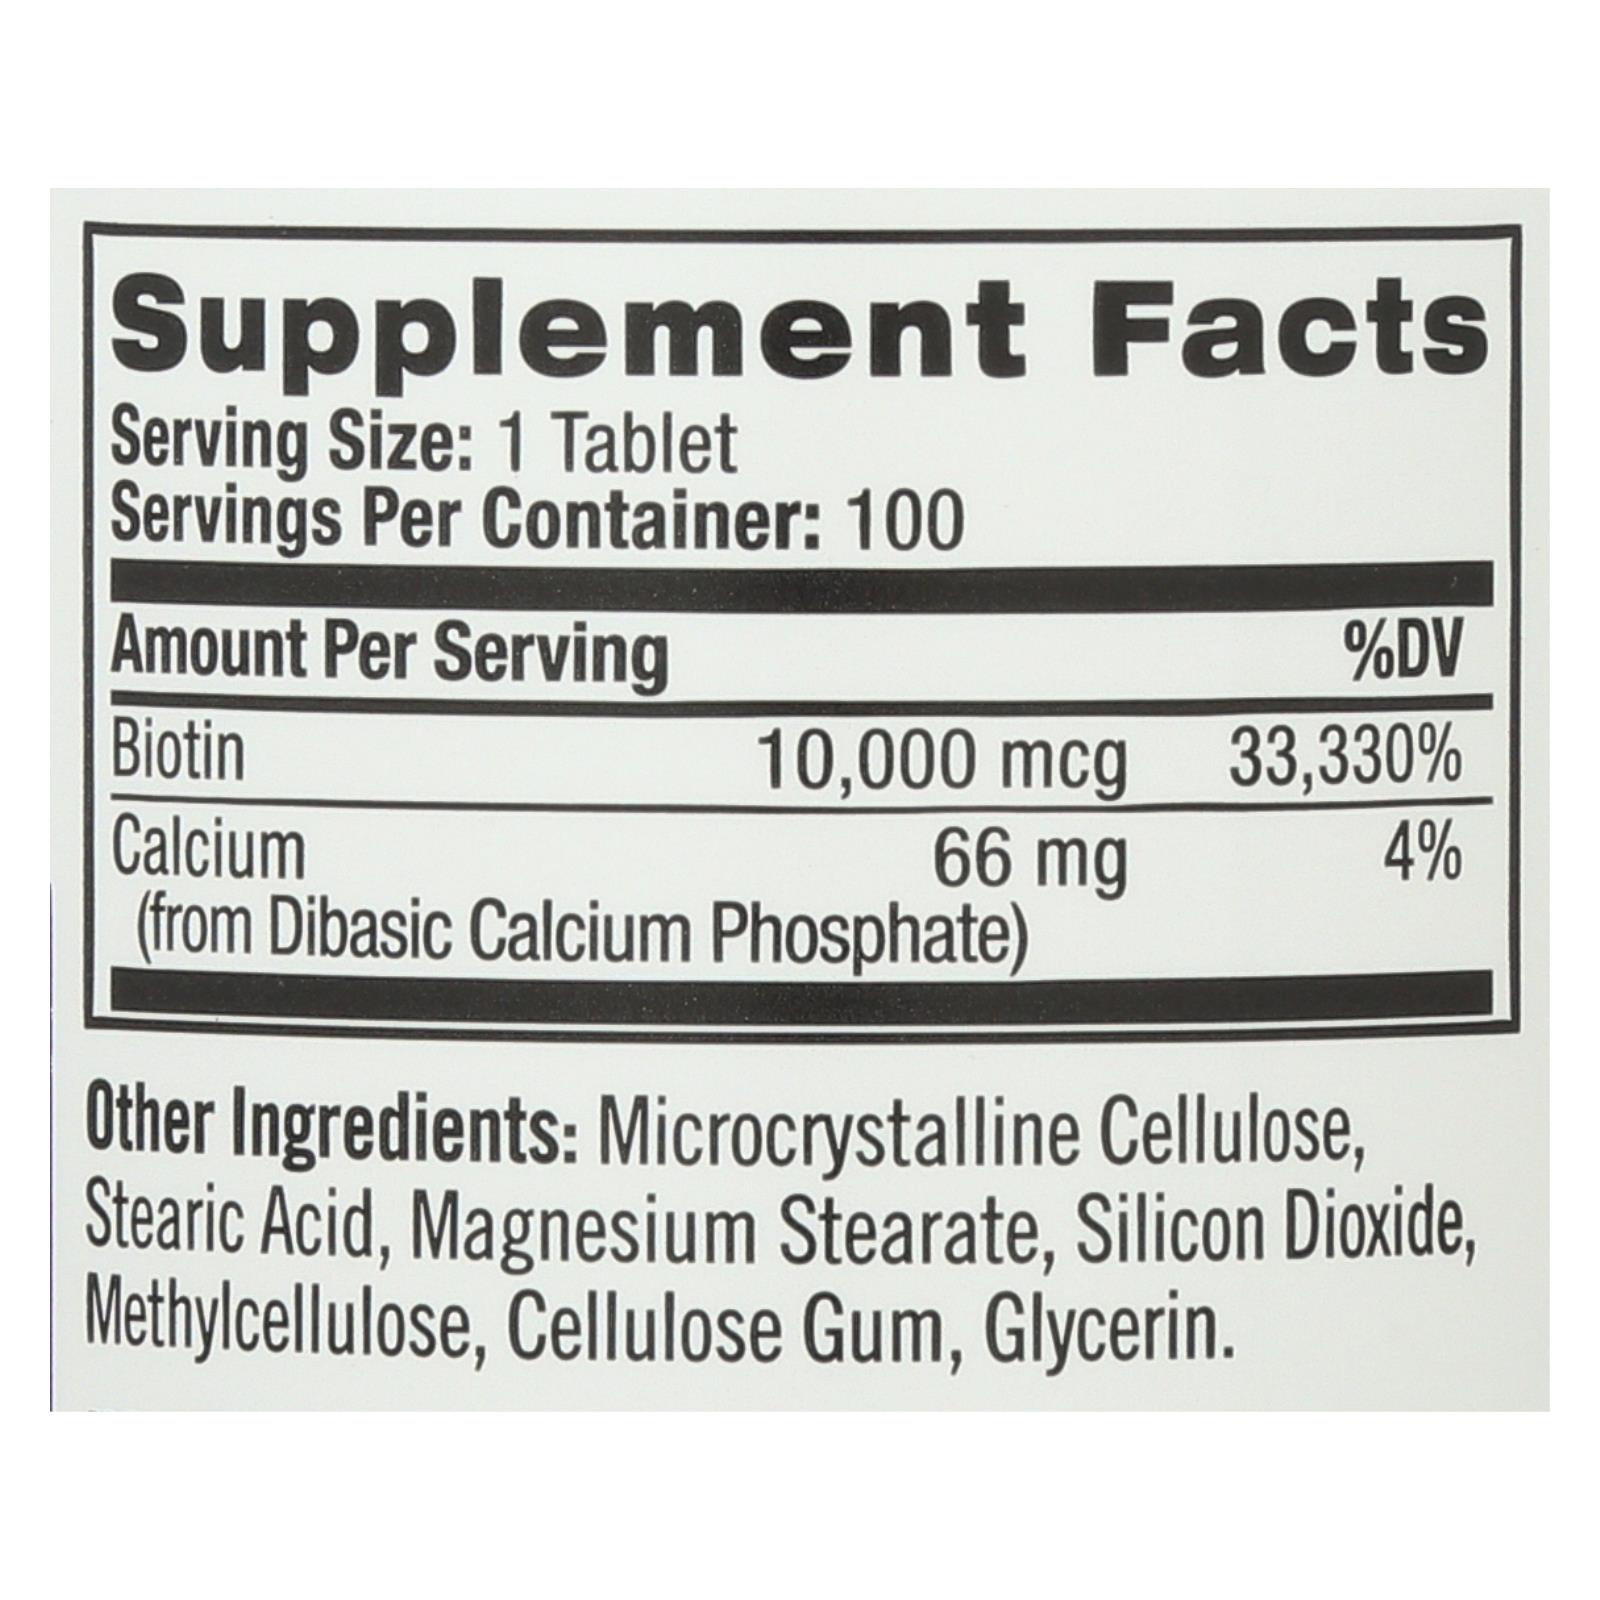 Supplement Facts
Serving Size: 1 Tablet
Servings Per Container: 100
Amount Per Serving %DV
Biotin 10,000 mcg 33,330%
Calcium 66 mg 4%
(from Dibasic Calcium Phosphate)
Other Ingredients: Microcrystalline Cellulose,
Stearic Acid, Magnesium Stearate, Silicon Dioxide,
Methylcellulose, Cellulose Gum, Glycerin.